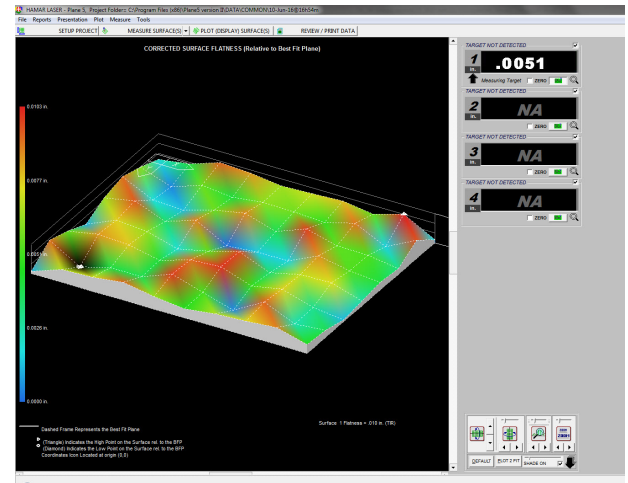 HAMAR LASER - Plane 5, Project Folder= C:\Program Files (x86)\Plane5 version II\DATA\COMMON\10-Jun-16@16h54m
File Reports Presentation Plot Measure Tools
SETUP PROJECT MEASURE SURFACE(S) PLOT (DISPLAY) SURFACE(S) REVIEW / PRINT DATA
CORRECTED SURFACE FLATNESS (Relative to Best Fit Plane)
TARGET NOT DETECTED
1 .0051
in.
Measuring Target ZERO
TARGET NOT DETECTED
2 NA
in.
ZERO
TARGET NOT DETECTED
3 NA
in.
ZERO
TARGET NOT DETECTED
4 NA
in.
ZERO
0.0103 in.
0.0077 in.
0.0051 in.
0.0026 in.
0.0000 in.
Surface 1 Flatness = .010 in. (TIR)
Dashed Frame Represents the Best Fit Plane
(Triangle) Indicates the High Point on the Surface rel. to the BFP
(Diamond) Indicates the Low Point on the Surface rel. to the BFP
Coordinates Icon Located at origin (0,0)
DEFAULT PLOT 2 FIT SHADE ON